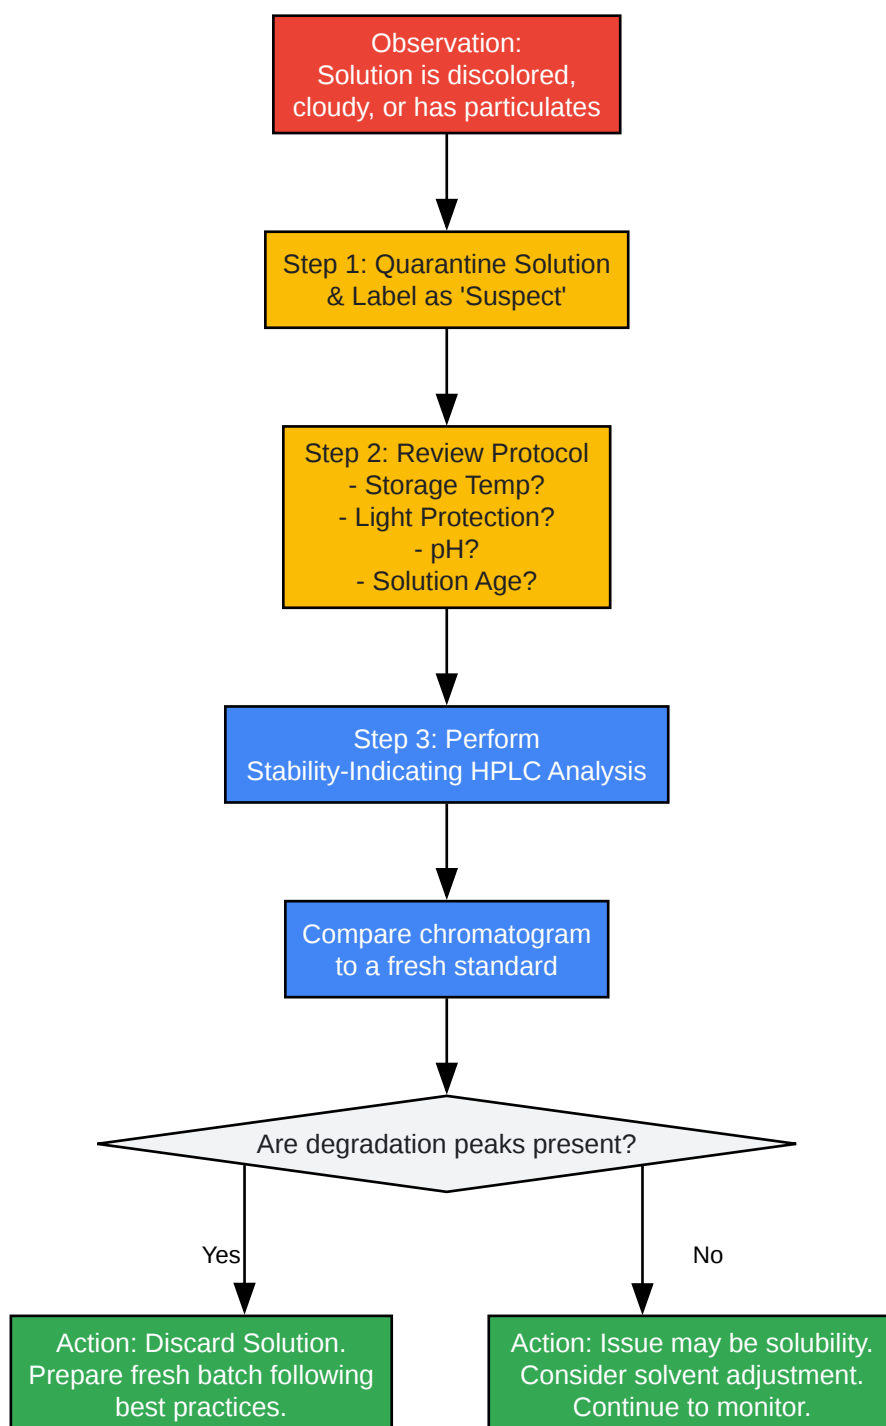 Observation:
Solution is discolored,
cloudy, or has particulates
Step 1: Quarantine Solution
& Label as 'Suspect'
Step 2: Review Protocol
- Storage Temp?
- Light Protection?
- pH?
- Solution Age?
Step 3: Perform
Stability-Indicating HPLC Analysis
Compare chromatogram
to a fresh standard
Are degradation peaks present?
Yes
No
Action: Discard Solution.
Prepare fresh batch following
best practices.
Action: Issue may be solubility.
Consider solvent adjustment.
Continue to monitor.